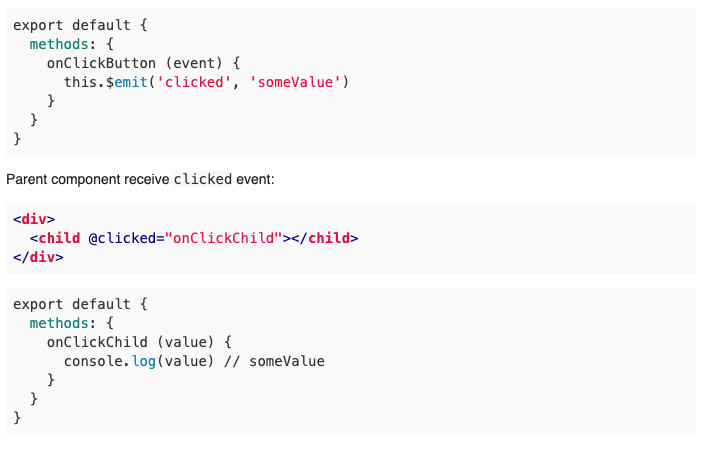 export default {
  methods: {
    onClickButton (event) {
      this.$emit('clicked', 'someValue')
    }
  }
}
Parent component receive clicked event:
<div>
  <child @clicked="onClickChild"></child>
</div>
export default {
  methods: {
    onClickChild (value) {
      console.log(value) // someValue
    }
  }
}